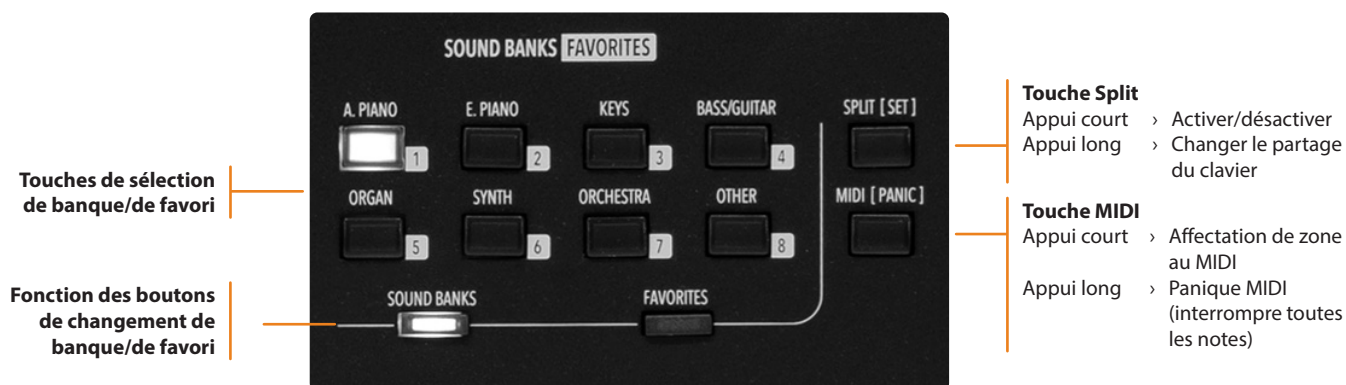 SOUND BANKS FAVORITES
A. PIANO E. PIANO KEYS BASS/GUITAR SPLIT [ SET ]
1 2 3 4
ORGAN SYNTH ORCHESTRA OTHER MIDI [ PANIC ]
5 6 7 8
SOUND BANKS FAVORITES
Touches de sélection
de banque/de favori
Fonction des boutons
de changement de
banque/de favori
Touche Split
Appui court › Activer/désactiver
Appui long › Changer le partage
du clavier
Touche MIDI
Appui court › Affectation de zone
au MIDI
Appui long › Panique MIDI
(interrompre toutes
les notes)